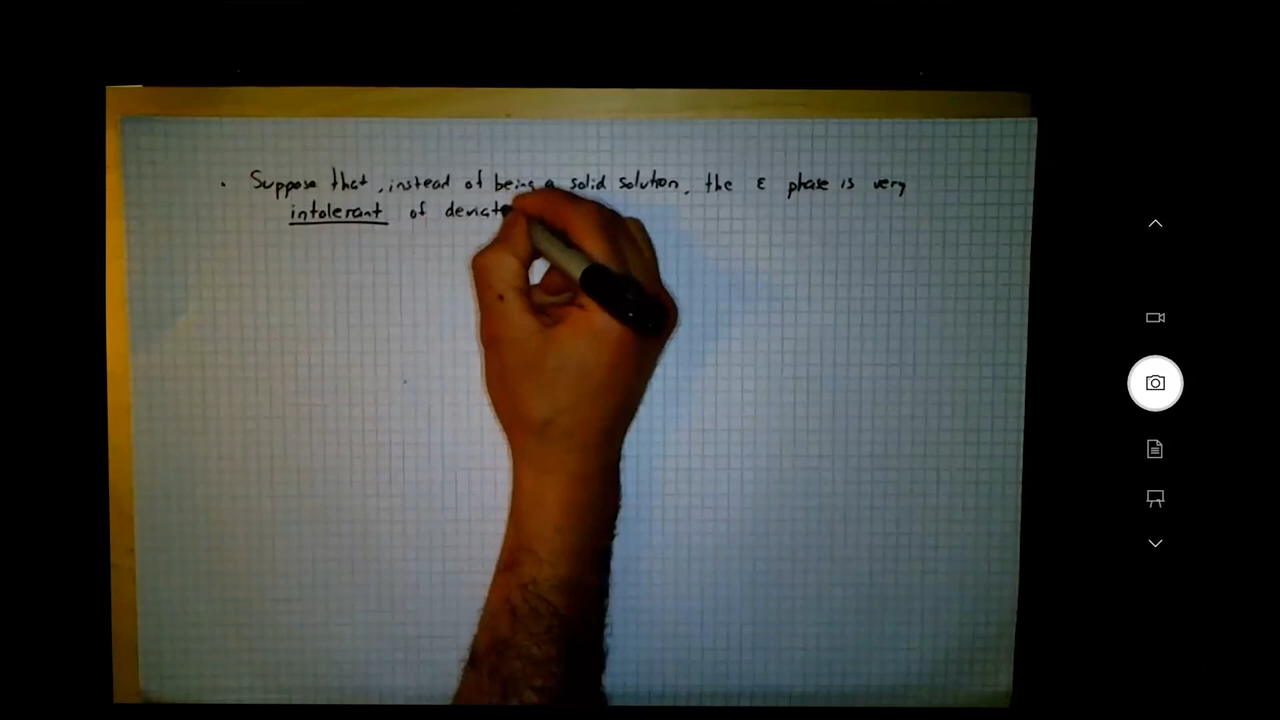 · Suppose that, instead of being a solid solution, the ε phase is very
intolerant of deviat